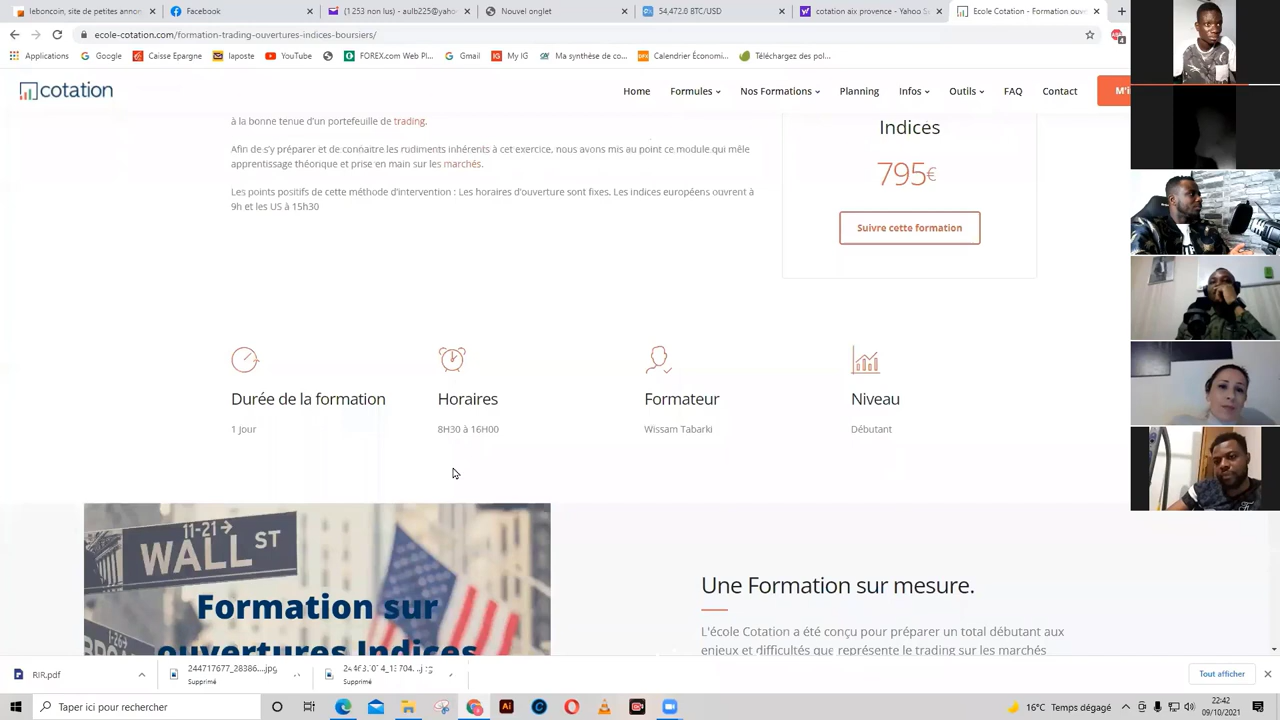 leboncoin, site de petites annon
Facebook
(1 253 non lus) - aulb225@yaho
Nouvel onglet
54,472.0 BTC/USD
cotation aix provence - Yahoo Sa
Ecole Cotation - Formation ouve
ecole-cotation.com/formation-trading-ouvertures-indices-boursiers/
Applications
Google
Caisse Epargne
laposte
YouTube
FOREX.com Web Pl...
Gmail
My IG
Ma synthèse de co...
Calendrier Économi...
Téléchargez des pol...
cotation
Home
Formules
Nos Formations
Planning
Infos
Outils
FAQ
Contact
à la bonne tenue d'un portefeuille de trading.
Afin de s'y préparer et de connaitre les rudiments inhérents à cet exercice, nous avons mis au point ce module qui mêle
apprentissage théorique et prise en main sur les marchés.
Les points positifs de cette méthode d'intervention : Les horaires d'ouverture sont fixes. Les indices européens ouvrent à
9h et les US à 15h30
Indices
795€
Suivre cette formation
Durée de la formation
1 Jour
Horaires
8H30 à 16H00
Formateur
Wissam Tabarki
Niveau
Débutant
11-21
WALL ST
Formation sur
ouvertures Indices
Une Formation sur mesure.
L'école Cotation a été conçu pour préparer un total débutant aux
enjeux et difficultés que représente le trading sur les marchés
RIR.pdf
244717677_28386....jpg
Supprimé
Supprimé
Tout afficher
Taper ici pour rechercher
16°C Temps dégagé
22:42
09/10/2021